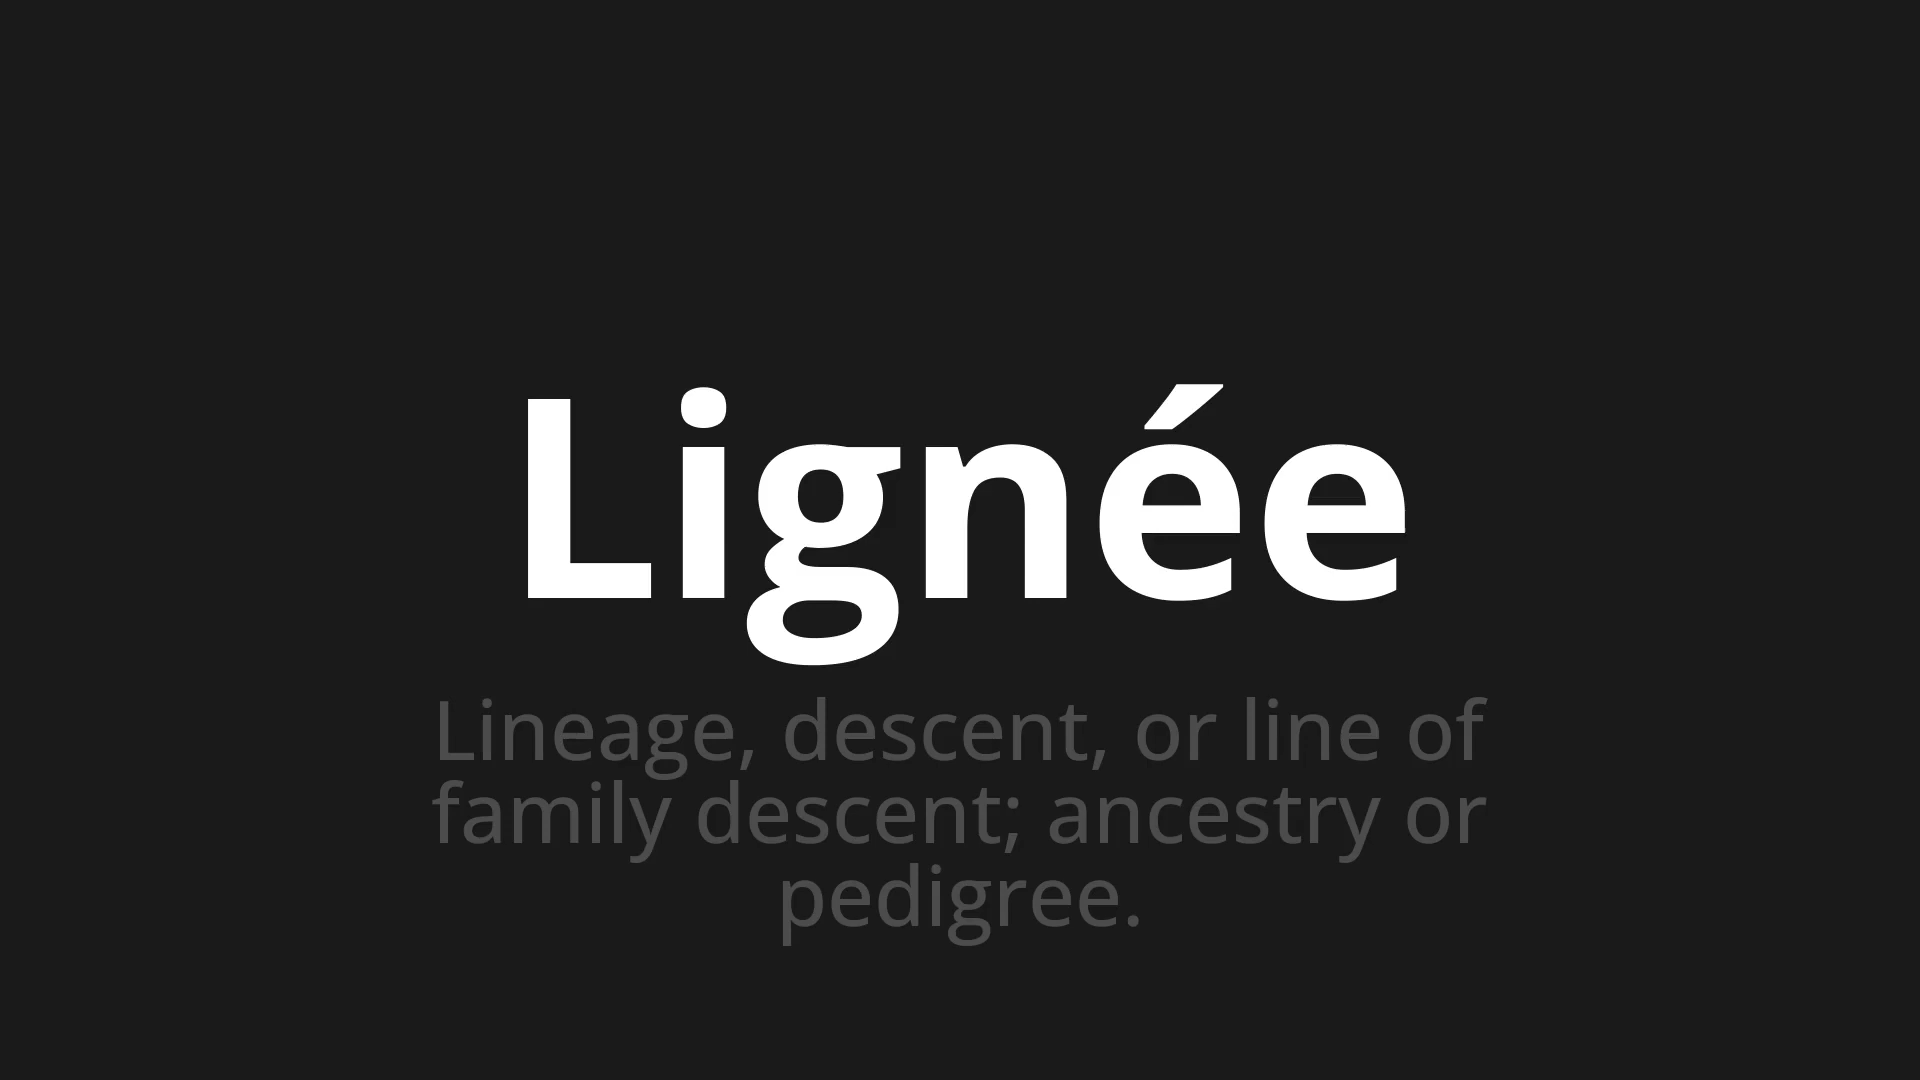 Lignée
Lineage, descent, or line of
family descent; ancestry or
pedigree.